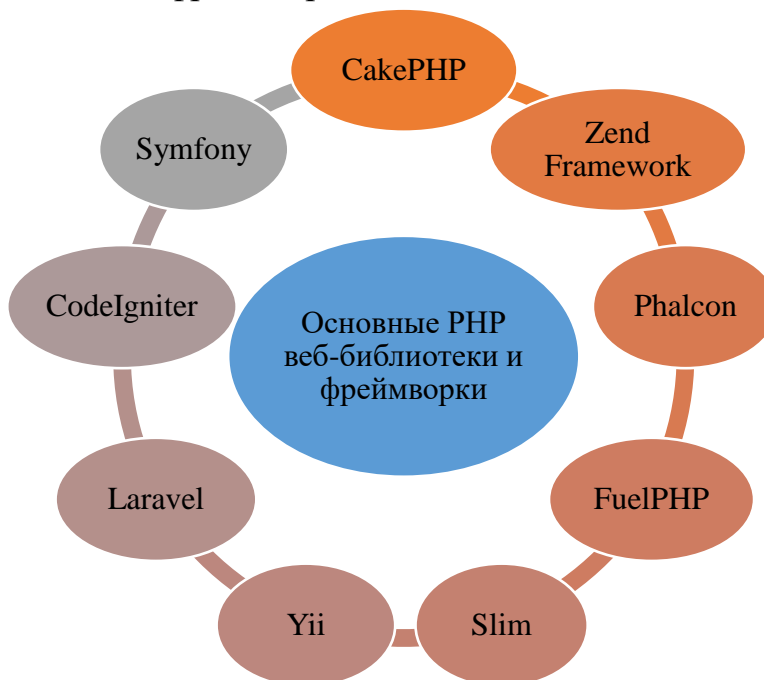 CakePHP
Zend
Framework
Phalcon
FuelPHP
Slim
Yii
Laravel
CodeIgniter
Symfony
Основные PHP
веб-библиотеки и
фреймворки